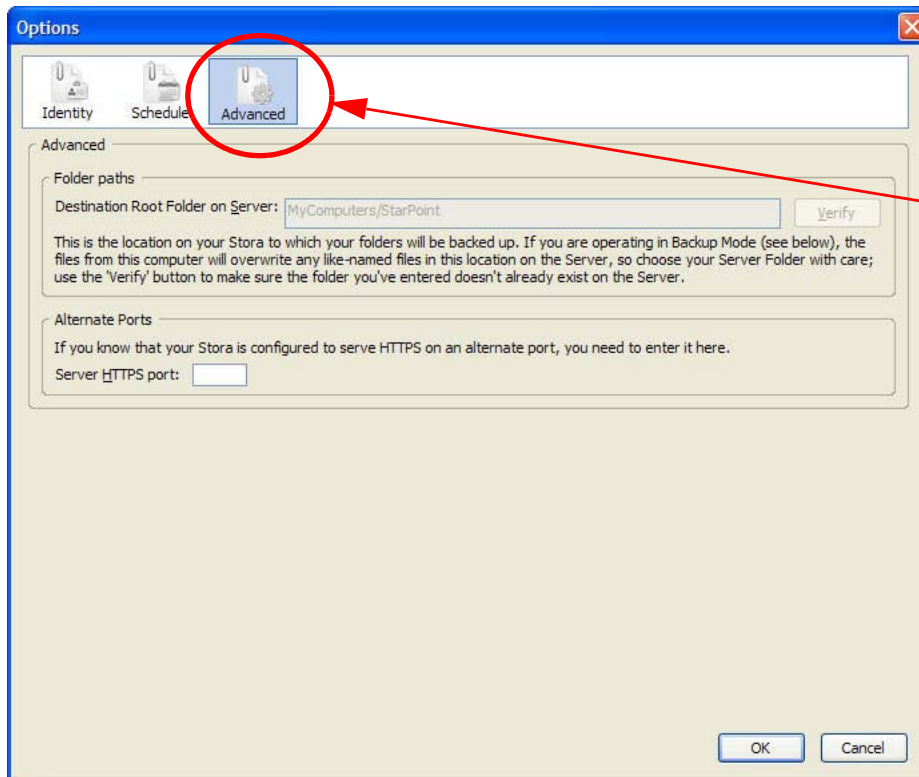 Options
Identity Schedule Advanced
Advanced
Folder paths
Destination Root Folder on Server: MyComputers/StarPoint Verify
This is the location on your Stora to which your folders will be backed up. If you are operating in Backup Mode (see below), the
files from this computer will overwrite any like-named files in this location on the Server, so choose your Server Folder with care;
use the 'Verify' button to make sure the folder you've entered doesn't already exist on the Server.
Alternate Ports
If you know that your Stora is configured to serve HTTPS on an alternate port, you need to enter it here.
Server HTTPS port:
OK Cancel